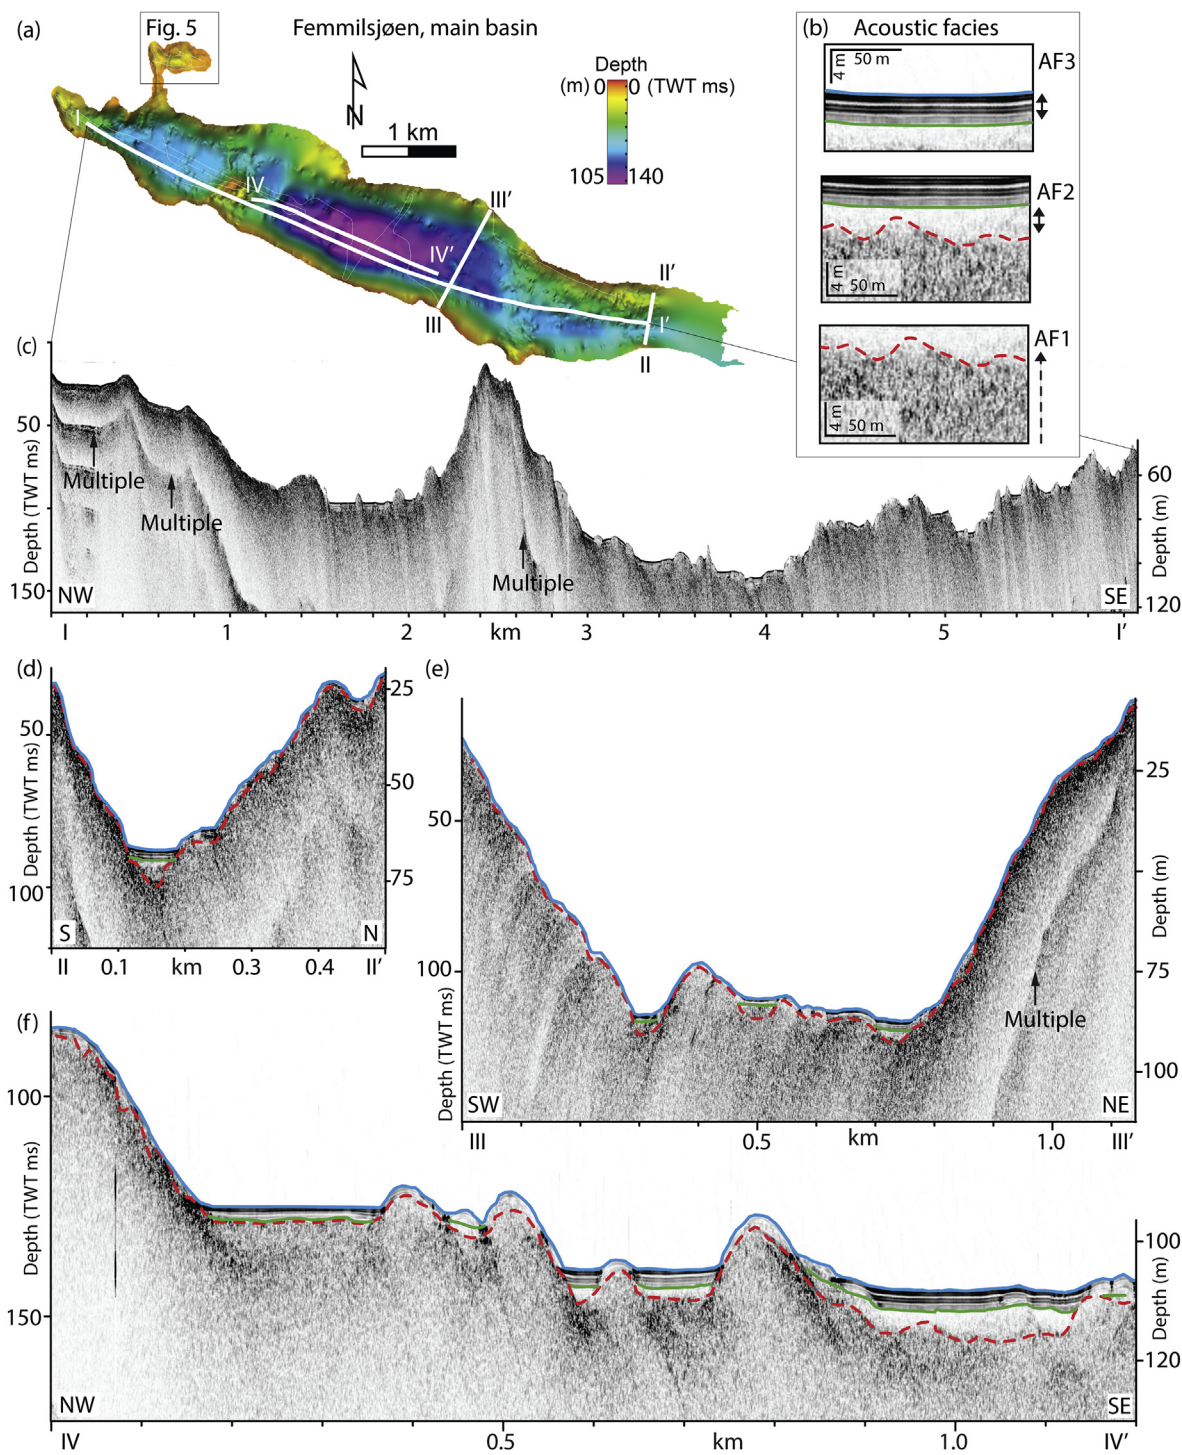 (a)
Fig. 5
Femmilsjøen, main basin
N
1 km
Depth
(m) 0 0 (TWT ms)
105 140
I
IV
III'
IV'
II'
III
I'
II
(b) Acoustic facies
4 m
50 m
AF3
AF2
4 m
50 m
AF1
4 m
50 m
(c)
50
Depth (TWT ms)
150
Multiple
Multiple
Multiple
60
Depth (m)
120
NW
SE
I 1 2 km 3 4 5 I'
(d)
50
Depth (TWT ms)
100
25
50
75
S N
II 0.1 km 0.3 0.4 II'
(e)
50
100
Depth (TWT ms)
25
Depth (m)
75
100
Multiple
SW NE
III 0.5 km 1.0 III'
(f)
100
Depth (TWT ms)
150
100
Depth (m)
120
NW SE
IV 0.5 km 1.0 IV'